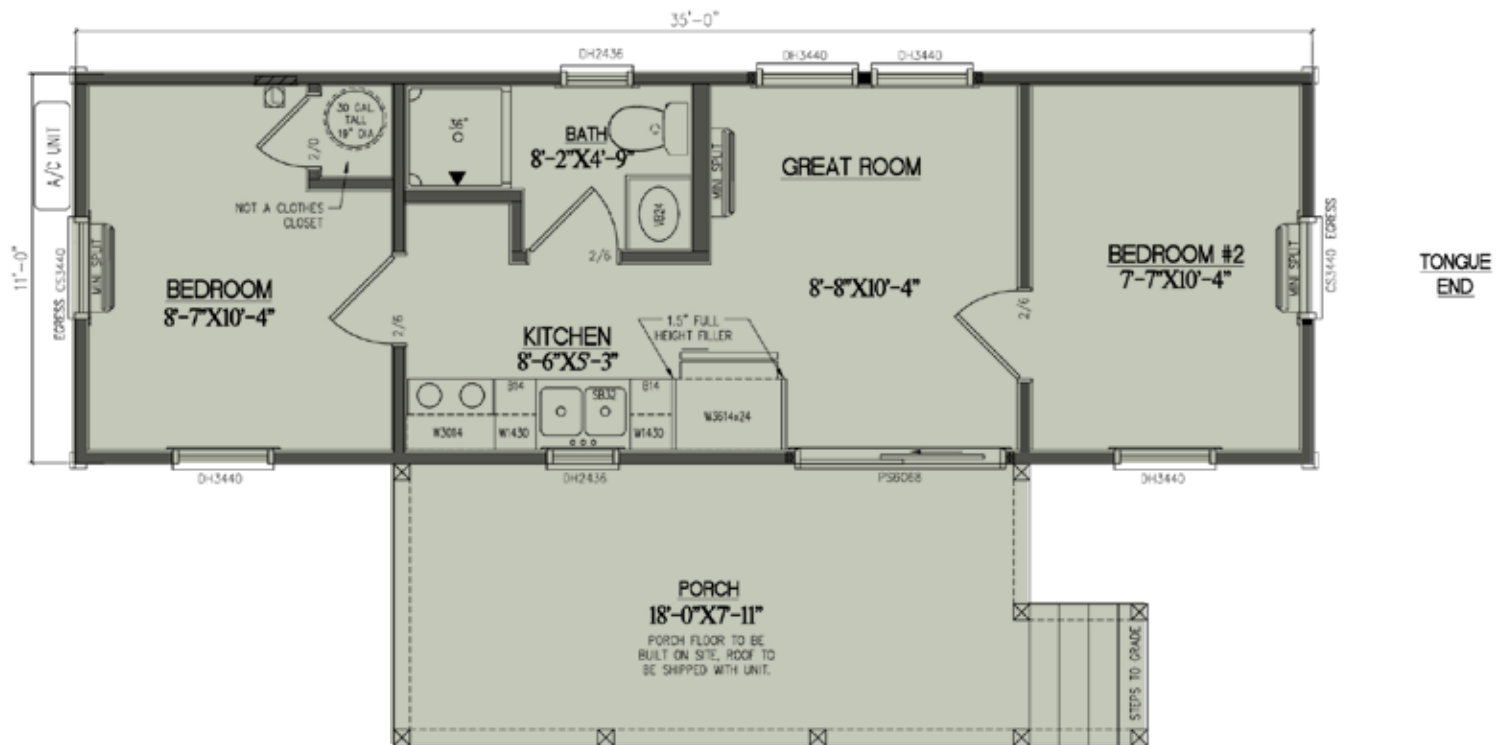 35'-0"
DH2436
DH3440
DH3440
A/C UNIT
11'-0"
EGRESS CS3440
MINI SPLIT
30 GAL.
TALL
19" DIA
2/0
NOT A CLOTHES
CLOSET
BEDROOM
8'-7"X10'-4"
2/6
36"
BATH
8'-2"X4'-9"
VB24
2/6
MINI SPLIT
GREAT ROOM
8'-8"X10'-4"
2/6
BEDROOM #2
7'-7"X10'-4"
MINI SPLIT
CS3440 EGRESS
TONGUE
END
KITCHEN
8'-6"X5'-3"
1.5" FULL
HEIGHT FILLER
B14
SB32
B14
W3014
W1430
W1430
W3614x24
DH3440
DH2436
PS6068
DH3440
PORCH
18'-0"X7'-11"
PORCH FLOOR TO BE
BUILT ON SITE, ROOF TO
BE SHIPPED WITH UNIT.
STEPS TO GRADE